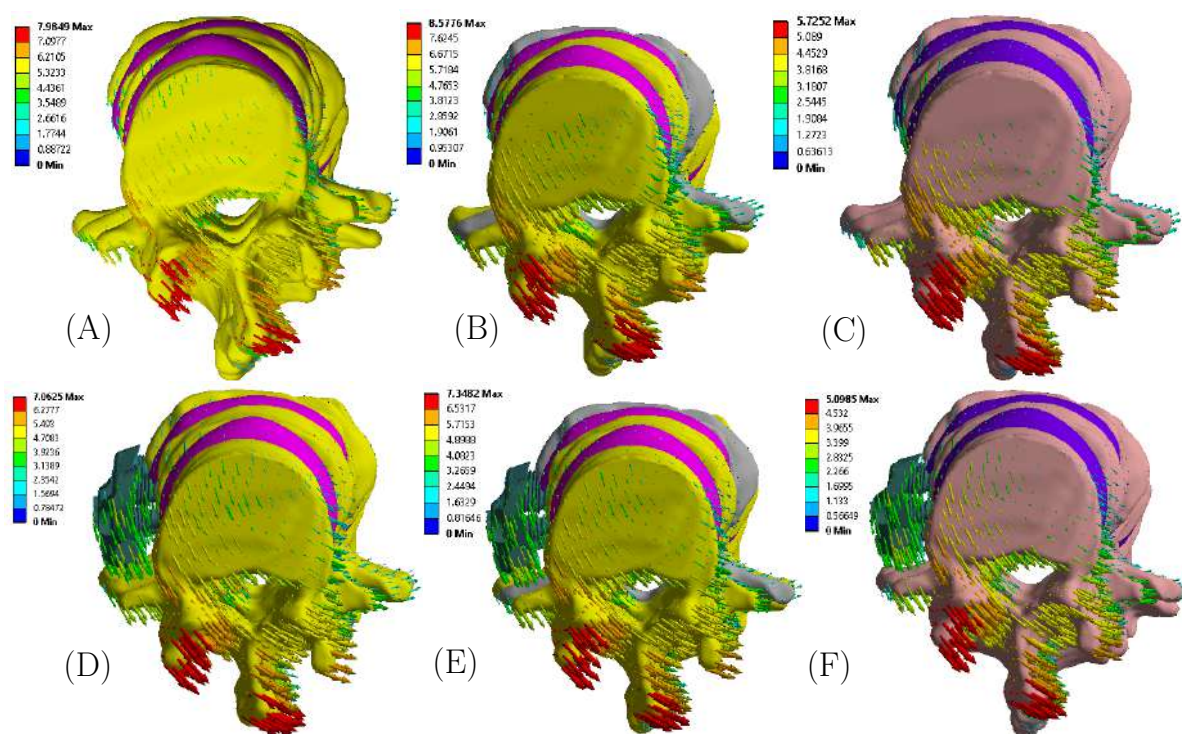 7.9849 Max
7.0977
6.2105
5.3233
4.4361
3.5489
2.6616
1.7744
0.88722
0 Min
(A)
8.5776 Max
7.6245
6.6715
5.7184
4.7653
3.8123
2.8592
1.9061
0.95307
0 Min
(B)
5.7252 Max
5.089
4.4529
3.8168
3.1807
2.5445
1.9084
1.2723
0.63613
0 Min
(C)
7.0625 Max
6.2777
5.493
4.7083
3.9236
3.1389
2.3542
1.5694
0.78472
0 Min
(D)
7.3482 Max
6.5317
5.7153
4.8988
4.0823
3.2659
2.4494
1.6329
0.81646
0 Min
(E)
5.0985 Max
4.532
3.9655
3.399
2.8325
2.266
1.6995
1.133
0.56649
0 Min
(F)